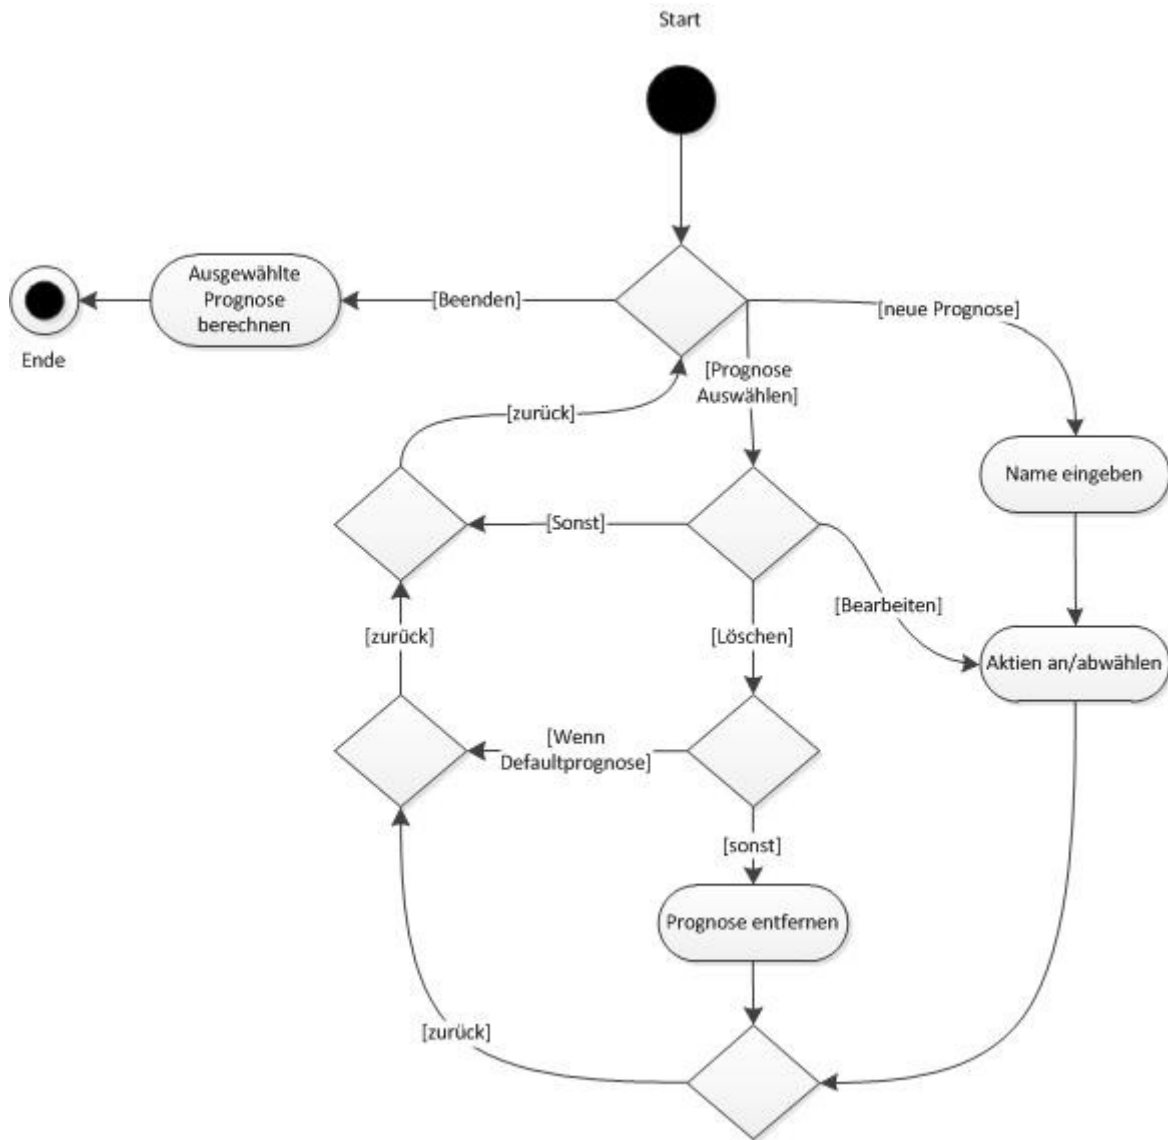 Start
Ausgewählte
Prognose
berechnen
[Beenden]
[neue Prognose]
Ende
[Prognose
Auswählen]
[zurück]
Name eingeben
[Sonst]
[Bearbeiten]
[zurück]
[Löschen]
Aktien an/abwählen
[Wenn
Defaultprognose]
[sonst]
Prognose entfernen
[zurück]